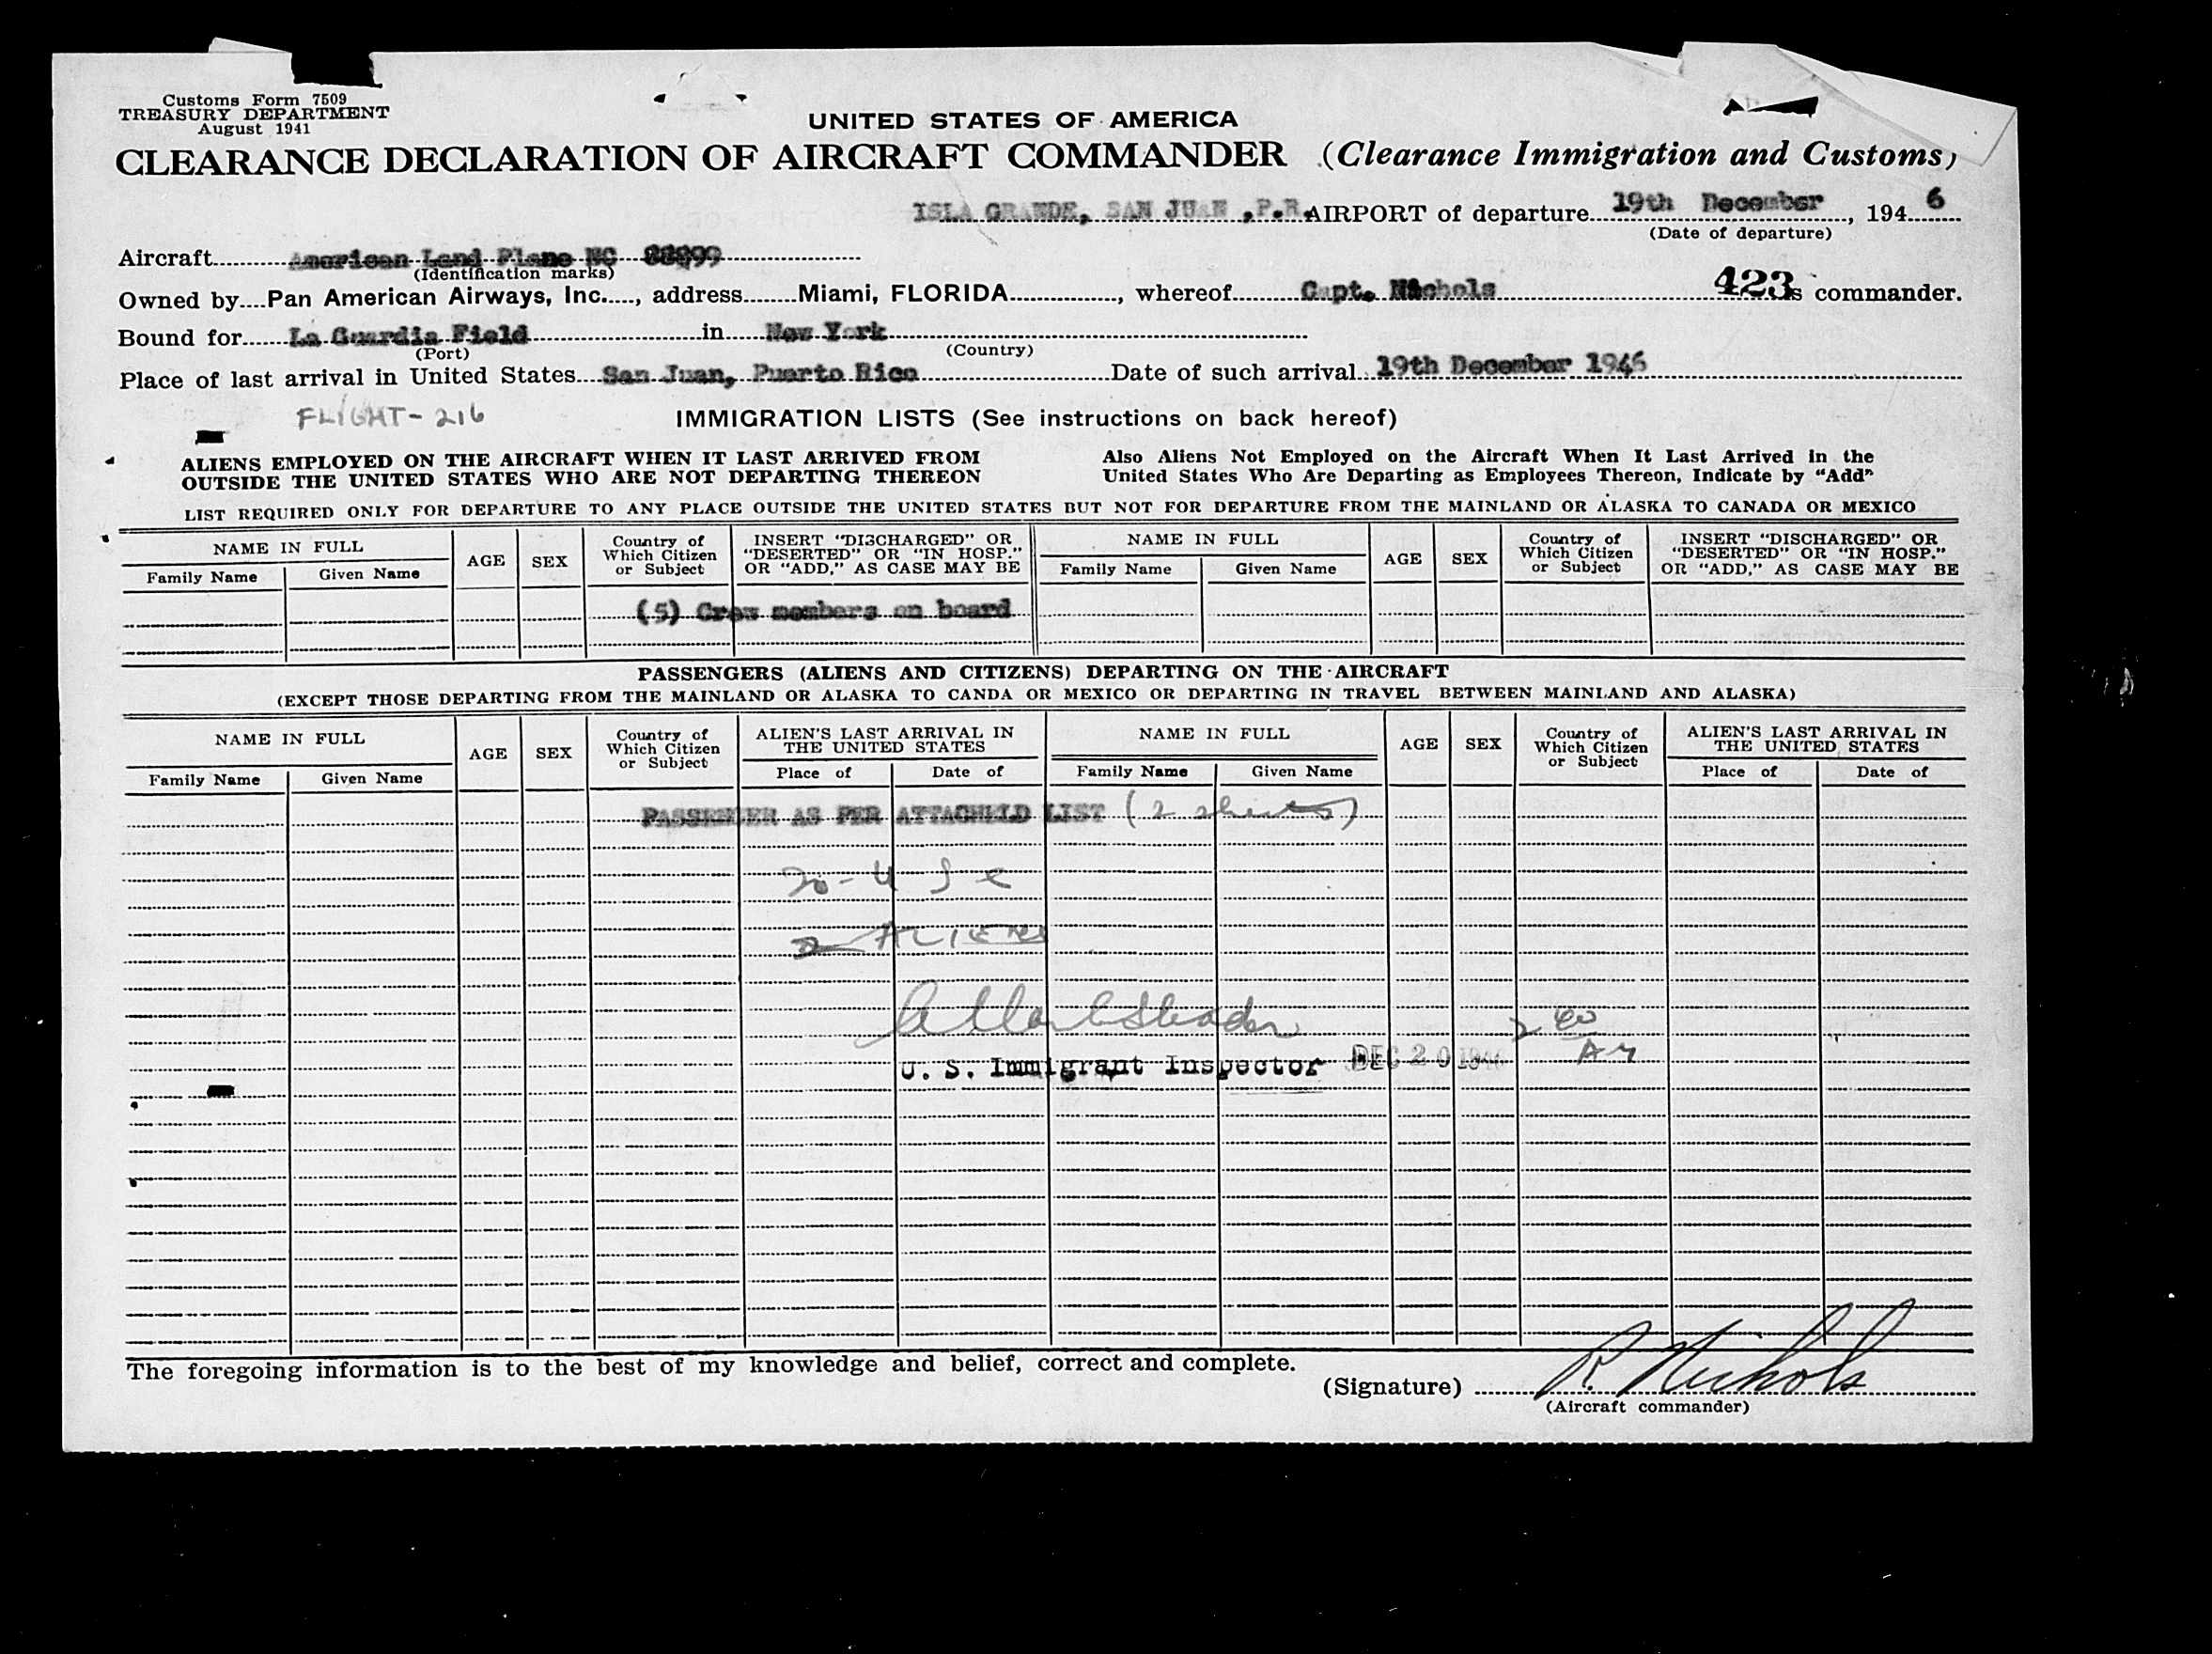 Customs Form 7509
TREASURY DEPARTMENT
August 1941
UNITED STATES OF AMERICA
CLEARANCE DECLARATION OF AIRCRAFT COMMANDER (Clearance Immigration and Customs)
ISLA GRANDE, SAN JUAN ,P.R. AIRPORT of departure 19th December, 1946
(Date of departure)
Aircraft American Land Plane NC
(Identification marks)
Owned by Pan American Airways, Inc., address Miami, FLORIDA, whereof Capt. Nichols 423 is commander.
Bound for La Guardia Field in New York
(Port) (Country)
Place of last arrival in United States San Juan, Puerto Rico Date of such arrival 19th December 1946
FLIGHT-216 IMMIGRATION LISTS (See instructions on back hereof)
ALIENS EMPLOYED ON THE AIRCRAFT WHEN IT LAST ARRIVED FROM
OUTSIDE THE UNITED STATES WHO ARE NOT DEPARTING THEREON
Also Aliens Not Employed on the Aircraft When It Last Arrived in the
United States Who Are Departing as Employees Thereon, Indicate by "Add"
LIST REQUIRED ONLY FOR DEPARTURE TO ANY PLACE OUTSIDE THE UNITED STATES BUT NOT FOR DEPARTURE FROM THE MAINLAND OR ALASKA TO CANADA OR MEXICO
NAME IN FULL
Family Name Given Name
AGE
SEX
Country of
Which Citizen
or Subject
INSERT "DISCHARGED" OR
"DESERTED" OR "IN HOSP."
OR "ADD," AS CASE MAY BE
NAME IN FULL
Family Name Given Name
AGE
SEX
Country of
Which Citizen
or Subject
INSERT "DISCHARGED" OR
"DESERTED" OR "IN HOSP."
OR "ADD," AS CASE MAY BE
(5) Crew members on board
PASSENGERS (ALIENS AND CITIZENS) DEPARTING ON THE AIRCRAFT
(EXCEPT THOSE DEPARTING FROM THE MAINLAND OR ALASKA TO CANDA OR MEXICO OR DEPARTING IN TRAVEL BETWEEN MAINLAND AND ALASKA)
NAME IN FULL
Family Name Given Name
AGE
SEX
Country of
Which Citizen
or Subject
ALIEN'S LAST ARRIVAL IN
THE UNITED STATES
Place of Date of
NAME IN FULL
Family Name Given Name
AGE
SEX
Country of
Which Citizen
or Subject
ALIEN'S LAST ARRIVAL IN
THE UNITED STATES
Place of Date of
PASSENGER AS PER ATTACHELD LIST (2 sheets)
20 - U S C
ALIENS
U. S. Immigrant Inspector DEC 20 1946
The foregoing information is to the best of my knowledge and belief, correct and complete.
(Signature) R. Nichols
(Aircraft commander)